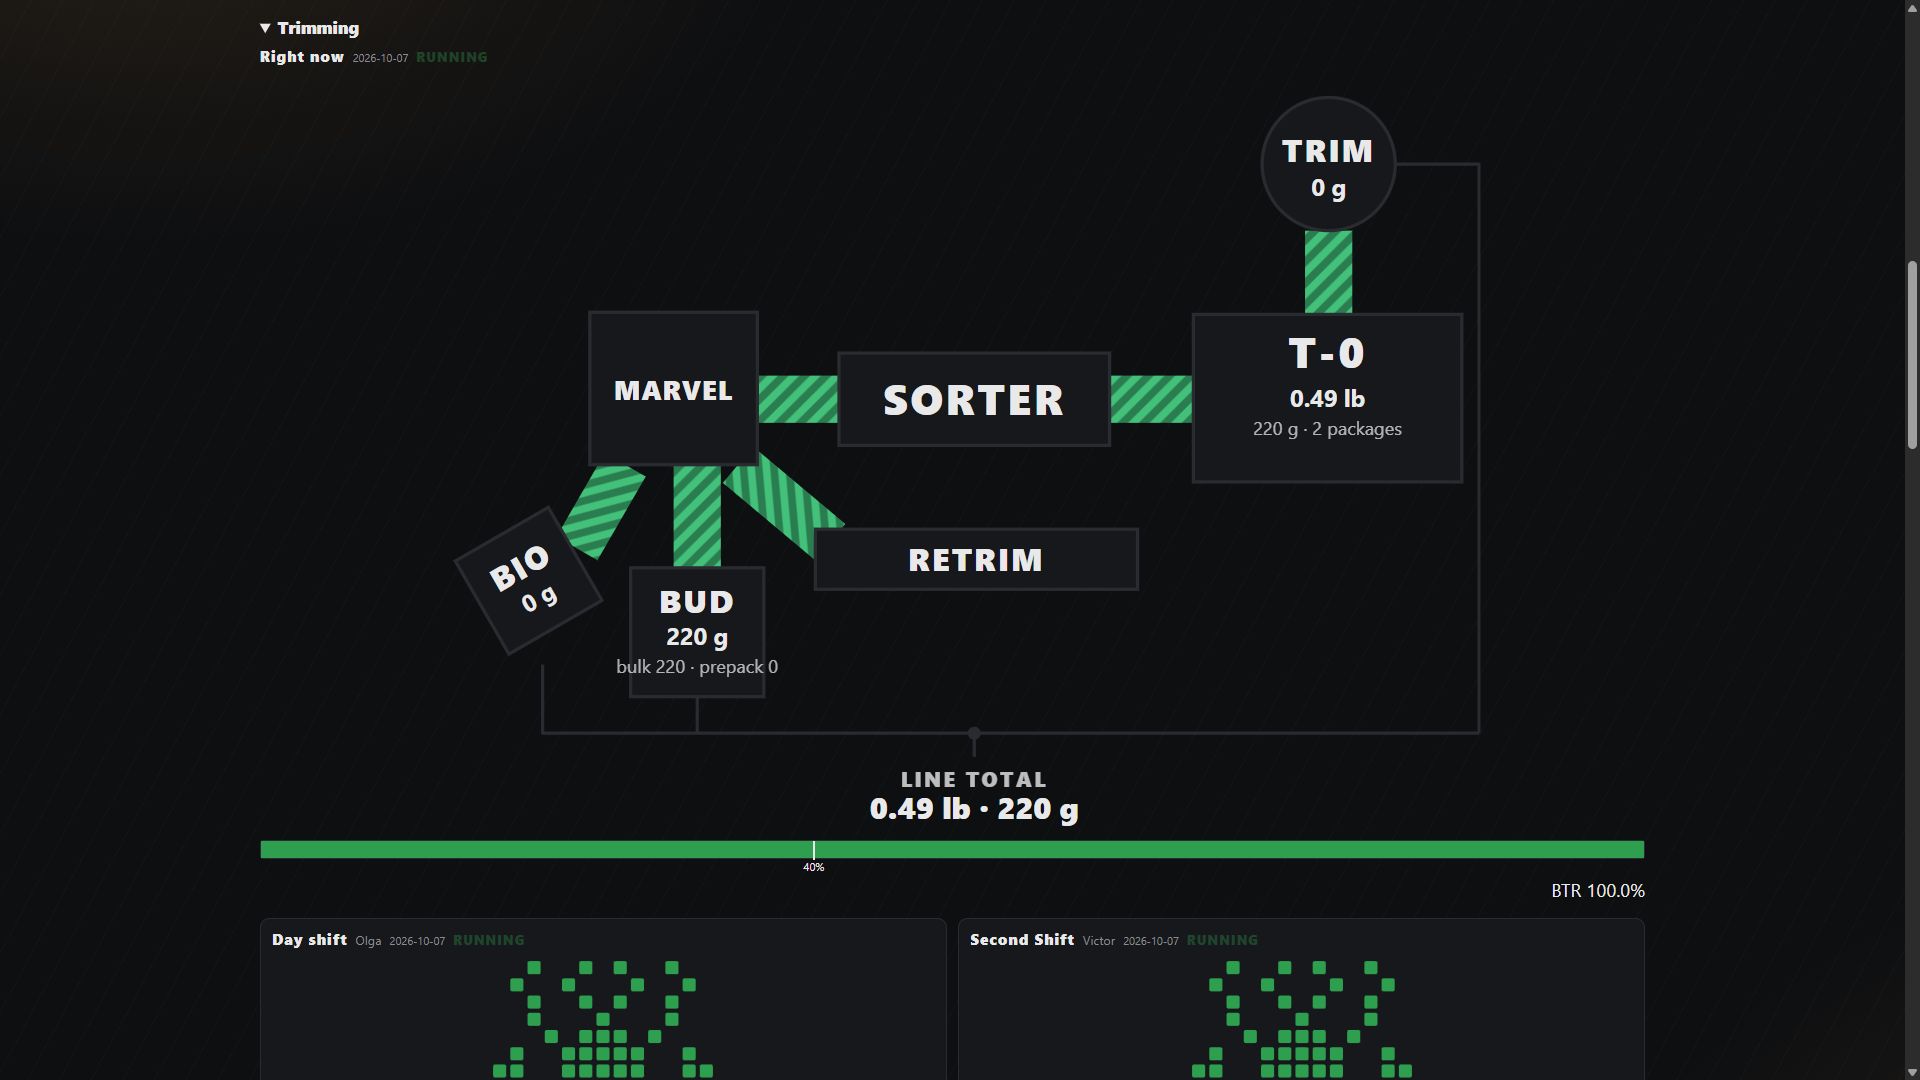 ▼ Trimming
Right now 2026-10-07 RUNNING
TRIM
0 g
T-0
0.49 lb
220 g · 2 packages
MARVEL
SORTER
RETRIM
BIO
0 g
BUD
220 g
bulk 220 · prepack 0
LINE TOTAL
0.49 lb · 220 g
40%
BTR 100.0%
Day shift Olga 2026-10-07 RUNNING
Second Shift Victor 2026-10-07 RUNNING